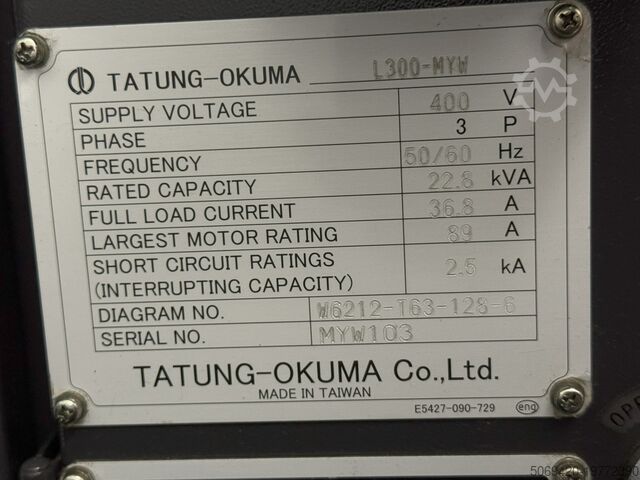 TATUNG-OKUMA L300-MYW
SUPPLY VOLTAGE 400 V
PHASE 3 P
FREQUENCY 50/60 Hz
RATED CAPACITY 22.8 kVA
FULL LOAD CURRENT 36.8 A
LARGEST MOTOR RATING 89 A
SHORT CIRCUIT RATINGS 2.5 kA
(INTERRUPTING CAPACITY)
DIAGRAM NO. W6212-T63-128-6
SERIAL NO. MYW103
TATUNG-OKUMA Co.,Ltd.
MADE IN TAIWAN
E5427-090-729 eng
OPE